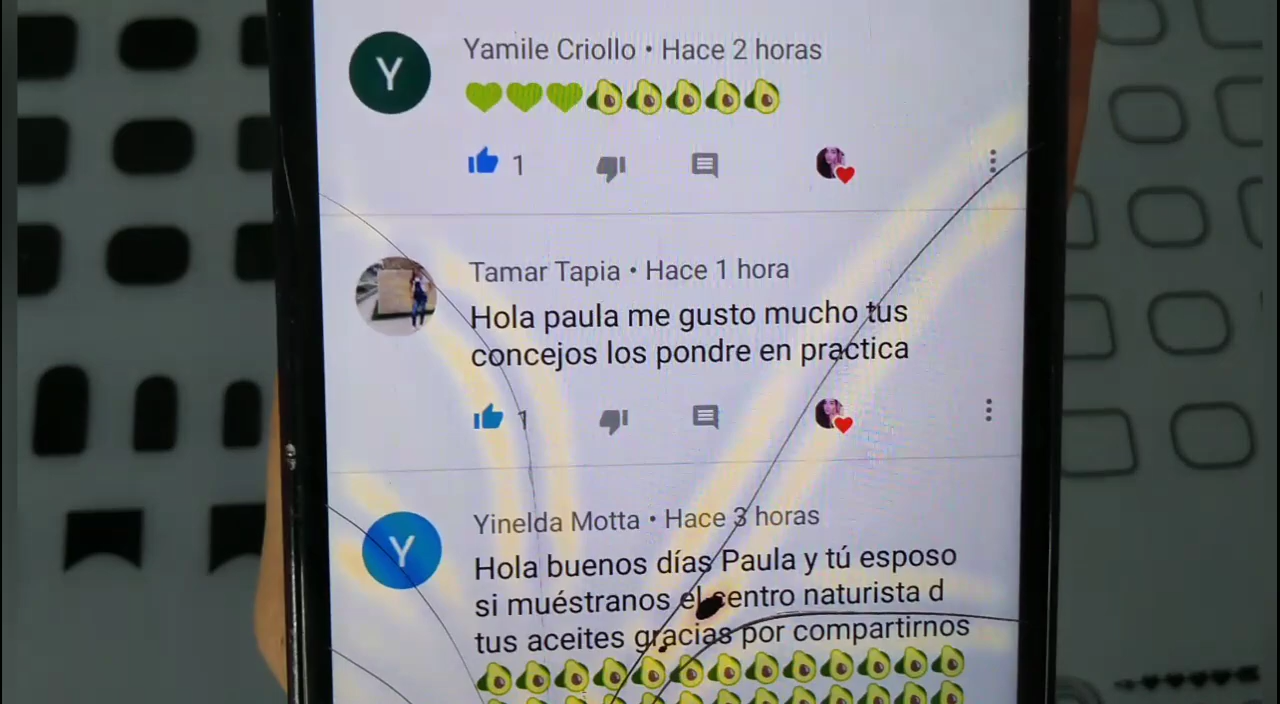 Y
Yamile Criollo • Hace 2 horas
💚💚💚🥑🥑🥑🥑🥑
1
Tamar Tapia • Hace 1 hora
Hola paula me gusto mucho tus
concejos los pondre en practica
1
Y
Yinelda Motta • Hace 3 horas
Hola buenos días Paula y tú esposo
si muéstranos el centro naturista d
tus aceites gracias por compartirnos
🥑🥑🥑🥑🥑🥑🥑🥑🥑🥑🥑🥑🥑